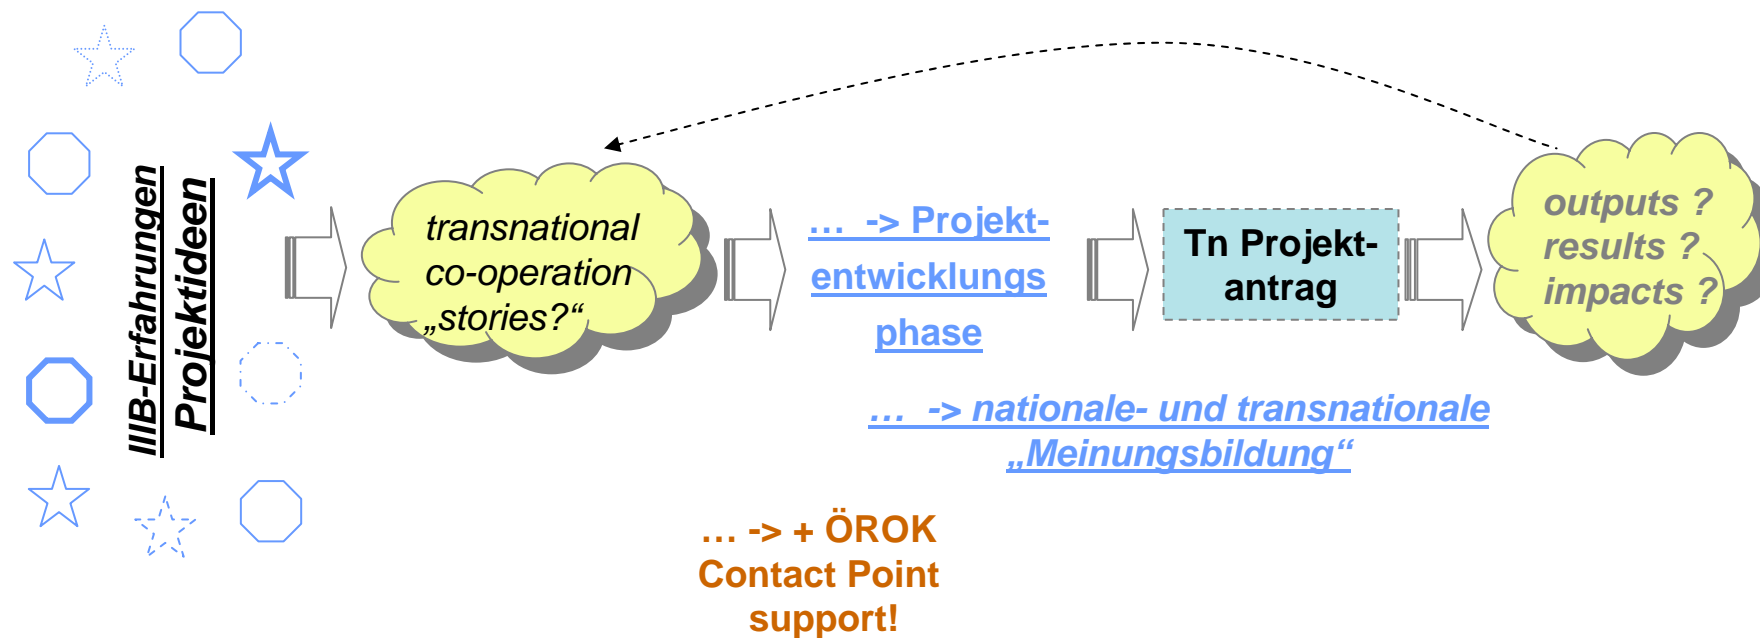 IIIB-Erfahrungen
Projektideen
transnational
co-operation
„stories?“
… -> Projekt-
entwicklungs
phase
Tn Projekt-
antrag
outputs ?
results ?
impacts ?
… -> nationale- und transnationale
„Meinungsbildung“
… -> + ÖROK
Contact Point
support!